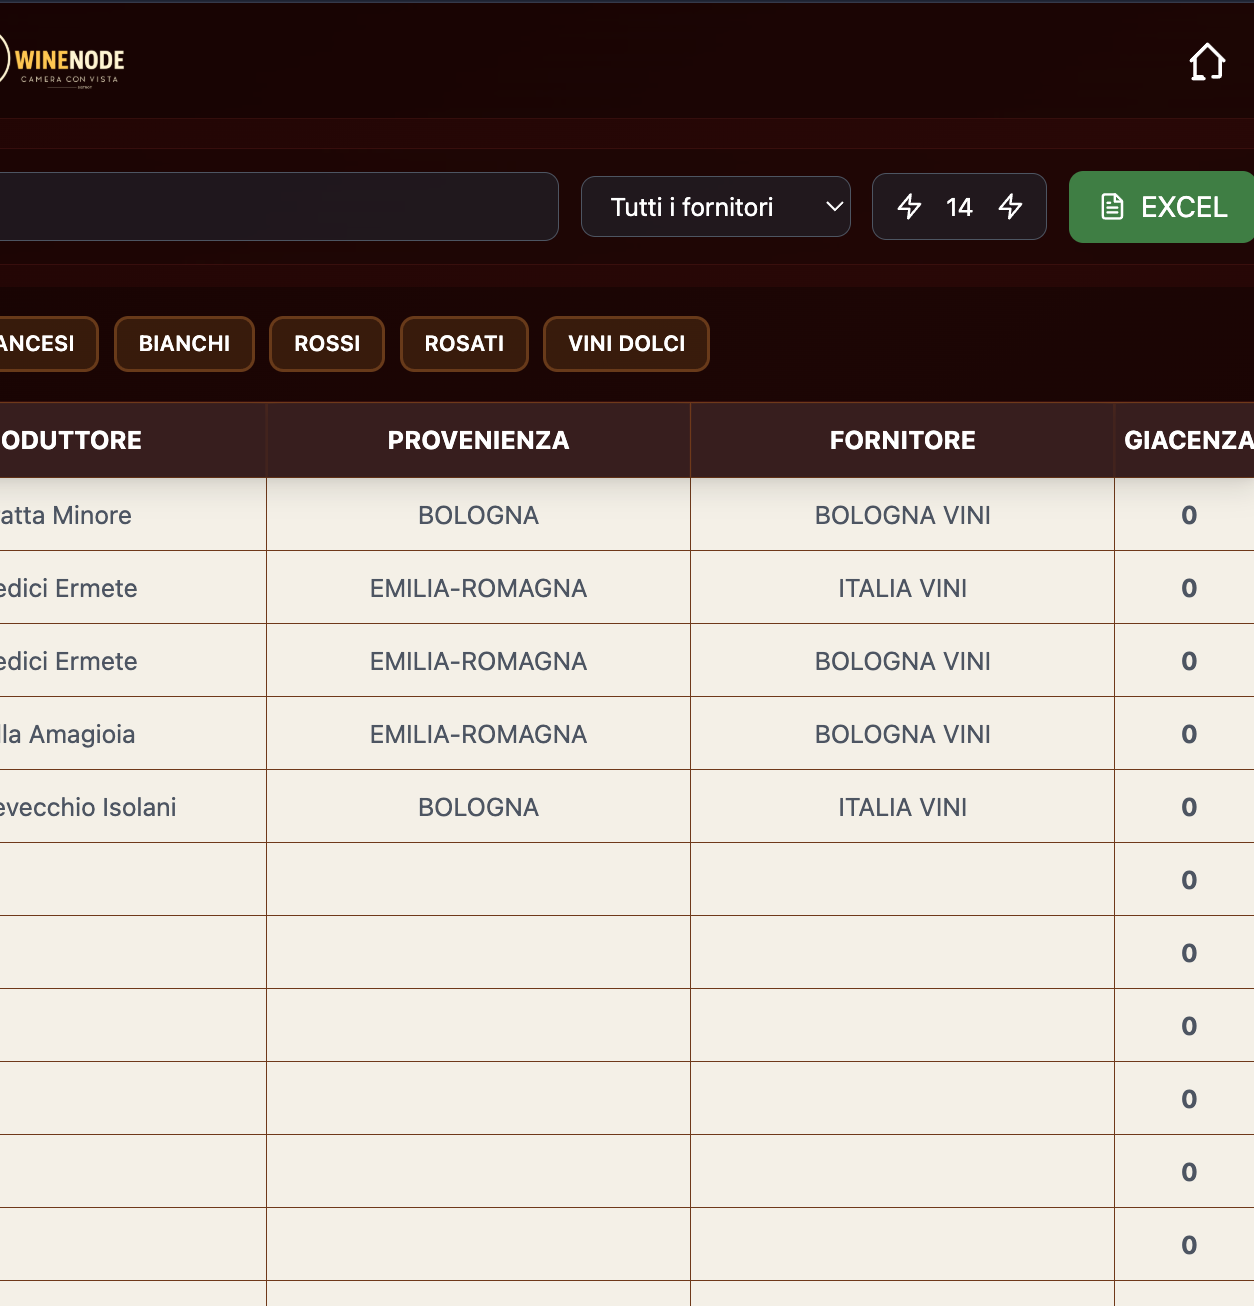 WINENODE
CAMERA CON VISTA
Tutti i fornitori
14
EXCEL
ANCESI
BIANCHI
ROSSI
ROSATI
VINI DOLCI
ODUTTORE PROVENIENZA FORNITORE GIACENZA
atta Minore BOLOGNA BOLOGNA VINI 0
edici Ermete EMILIA-ROMAGNA ITALIA VINI 0
edici Ermete EMILIA-ROMAGNA BOLOGNA VINI 0
lla Amagioia EMILIA-ROMAGNA BOLOGNA VINI 0
evecchio Isolani BOLOGNA ITALIA VINI 0
0
0
0
0
0
0